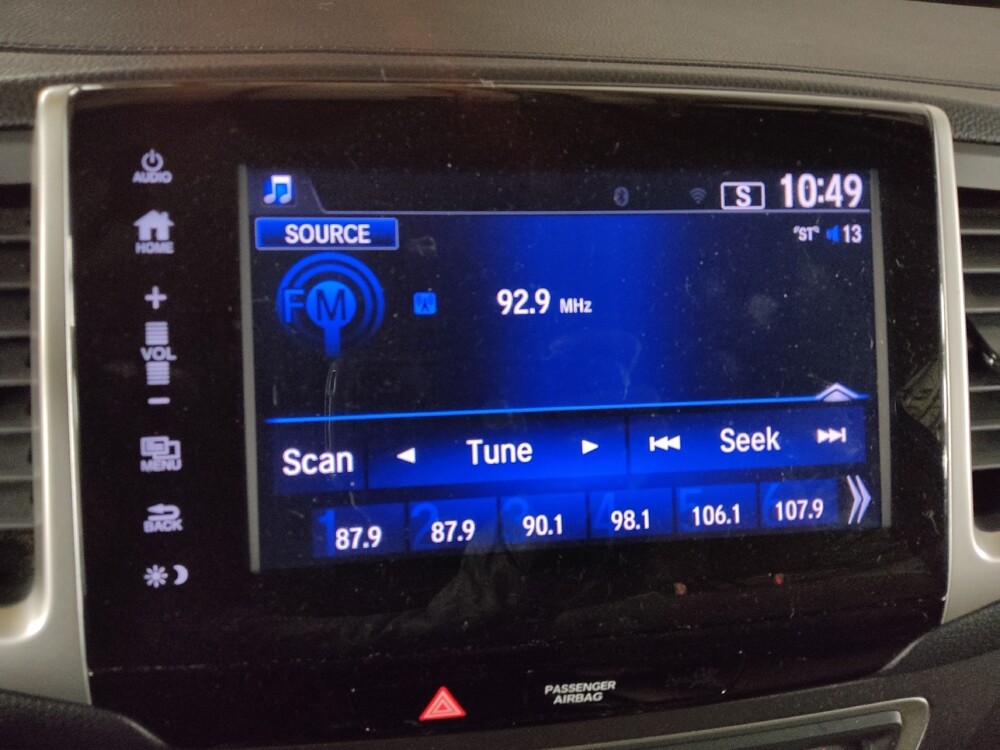 AUDIO
HOME
+
VOL
-
MENU
BACK
S 10:49
SOURCE
"ST" 13
FM
92.9 MHz
Scan Tune Seek
1 87.9 2 87.9 3 90.1 4 98.1 5 106.1 6 107.9
PASSENGER
AIRBAG